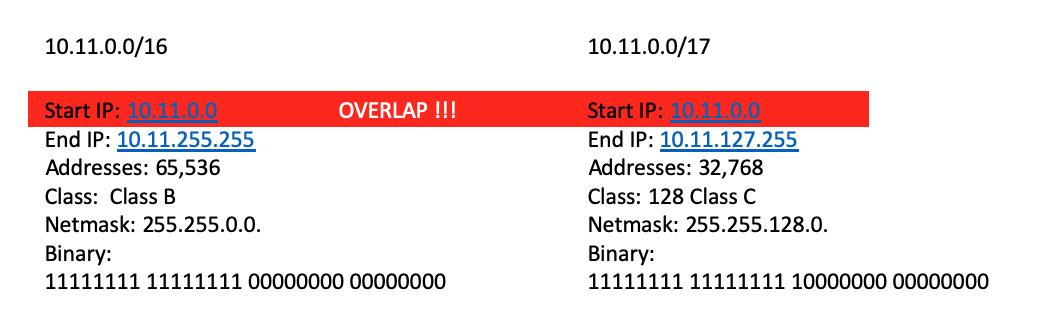 10.11.0.0/16 10.11.0.0/17
Start IP: 10.11.0.0 OVERLAP !!! Start IP: 10.11.0.0
End IP: 10.11.255.255 End IP: 10.11.127.255
Addresses: 65,536 Addresses: 32,768
Class:  Class B Class: 128 Class C
Netmask: 255.255.0.0. Netmask: 255.255.128.0.
Binary: Binary:
11111111 11111111 00000000 00000000 11111111 11111111 10000000 00000000